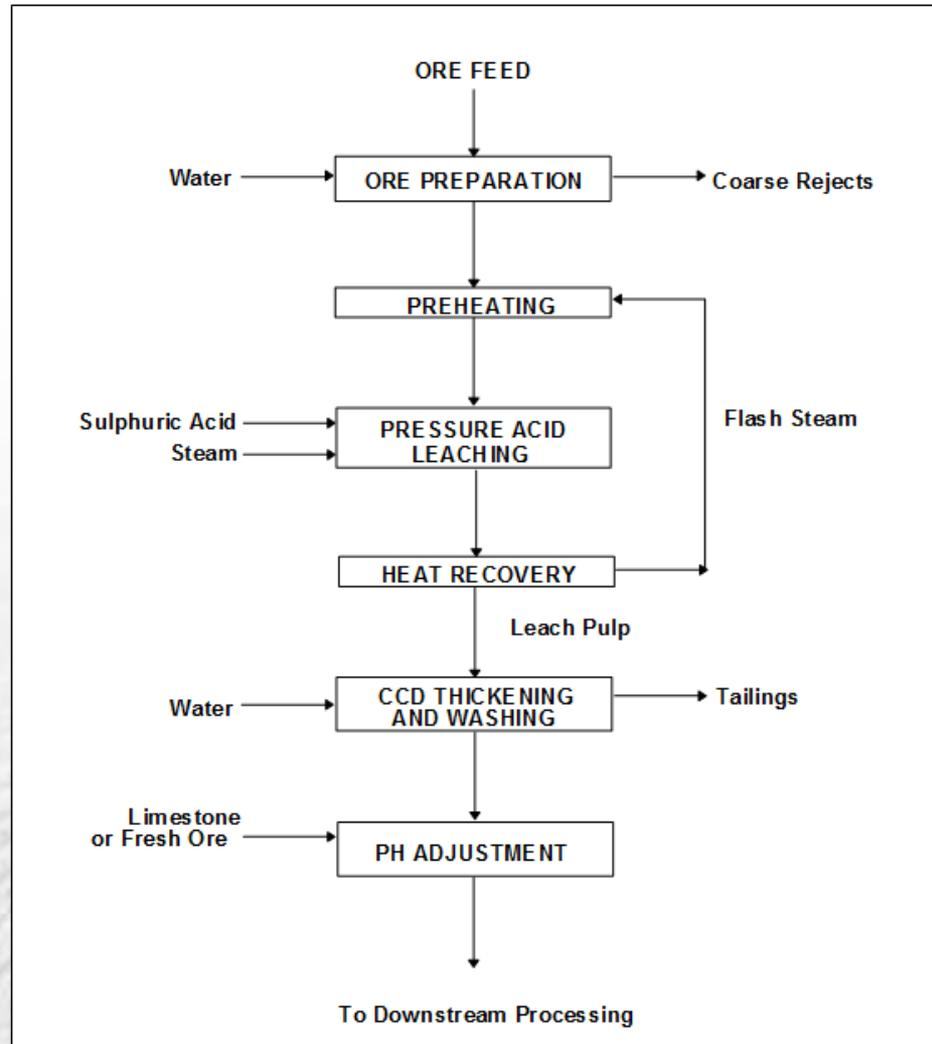 ORE FEED
Water
ORE PREPARATION
Coarse Rejects
PREHEATING
Sulphuric Acid
Steam
PRESSURE ACID
LEACHING
Flash Steam
HEAT RECOVERY
Leach Pulp
Water
CCD THICKENING
AND WASHING
Tailings
Limestone
or Fresh Ore
PH ADJUSTMENT
To Downstream Processing